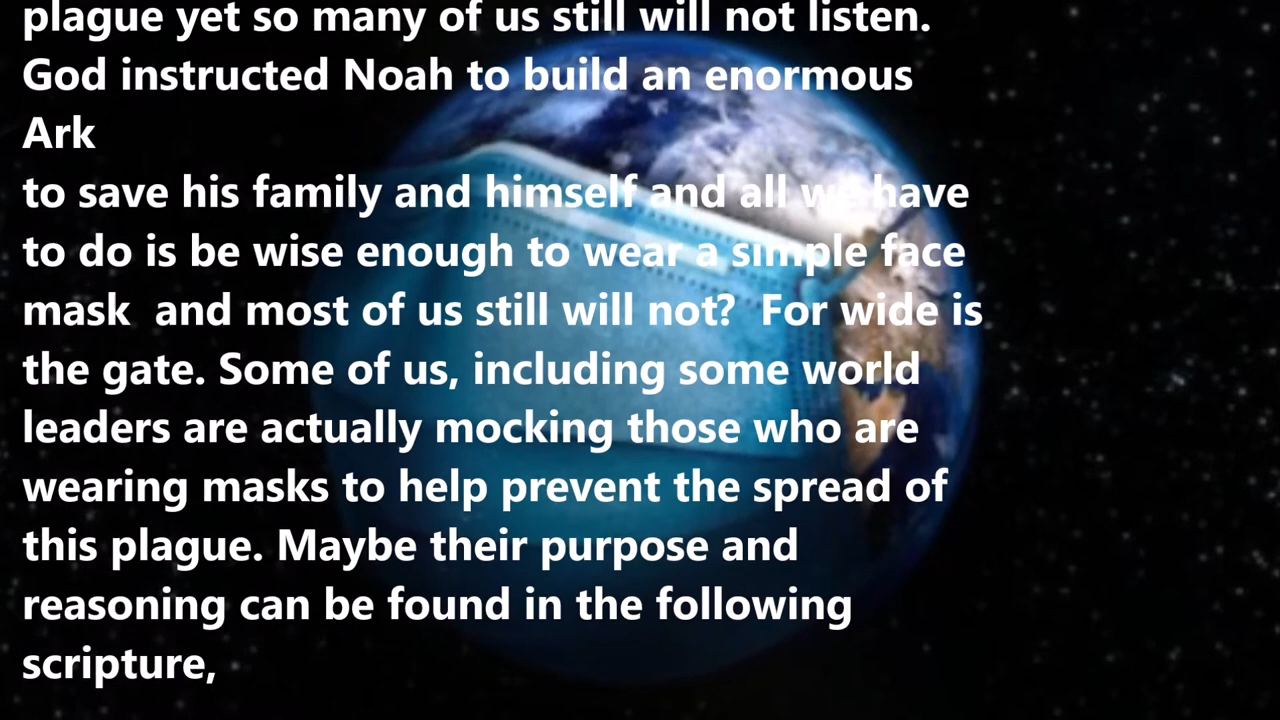 plague yet so many of us still will not listen.
God instructed Noah to build an enormous
Ark
to save his family and himself and all we have
to do is be wise enough to wear a simple face
mask  and most of us still will not?  For wide is
the gate. Some of us, including some world
leaders are actually mocking those who are
wearing masks to help prevent the spread of
this plague. Maybe their purpose and
reasoning can be found in the following
scripture,